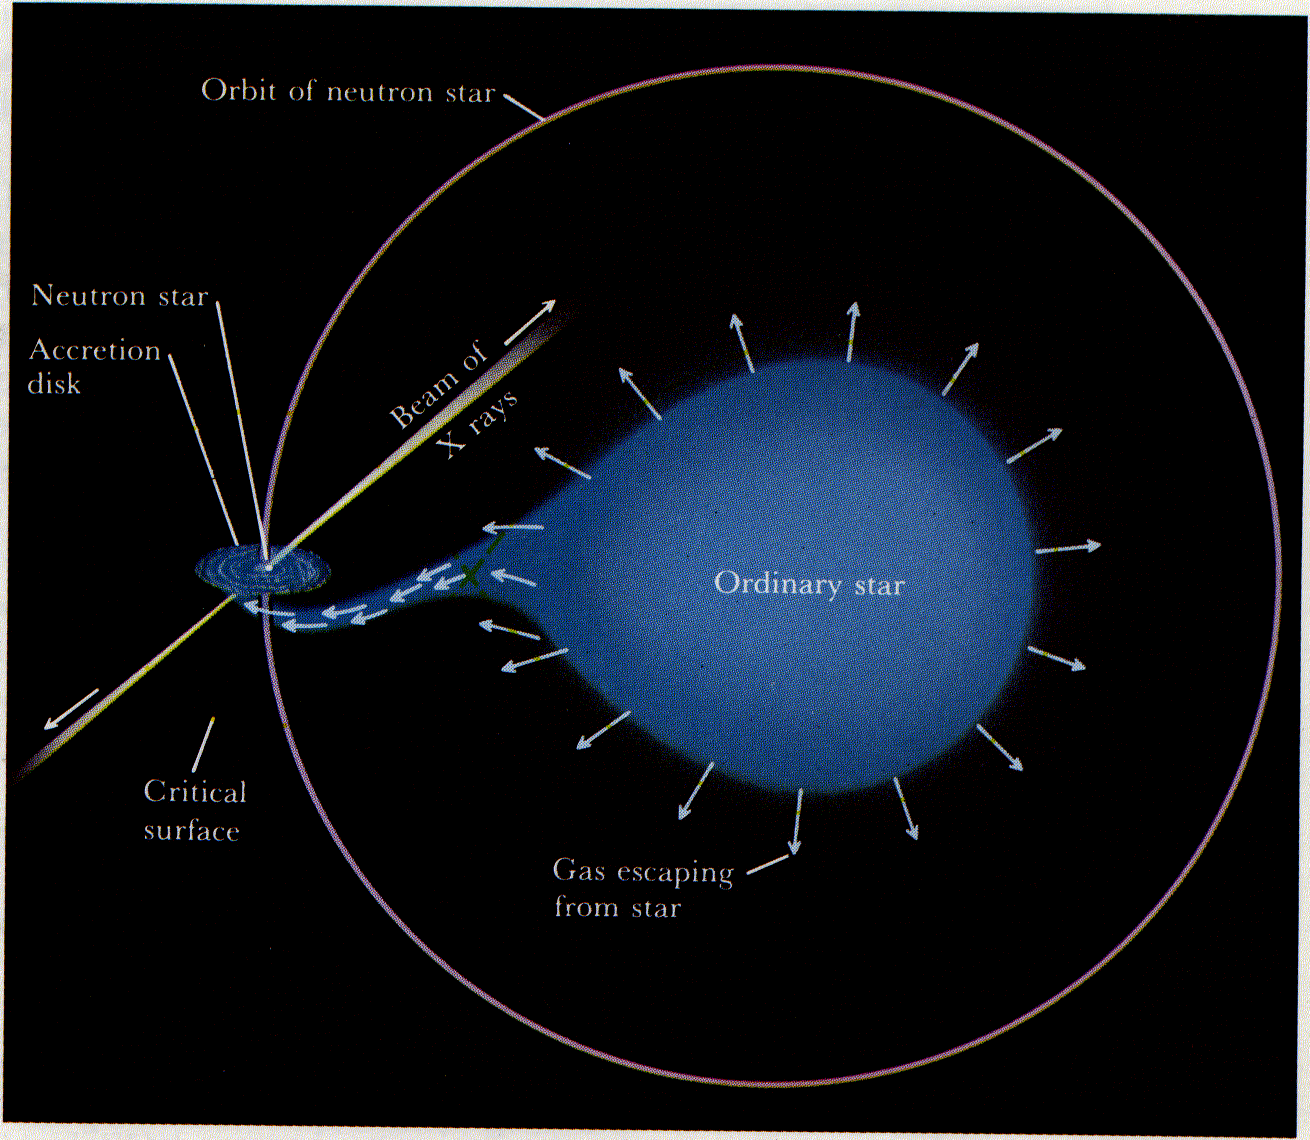 Orbit of neutron star
Neutron star
Accretion
disk
Beam of
X rays
Ordinary star
Critical
surface
Gas escaping
from star